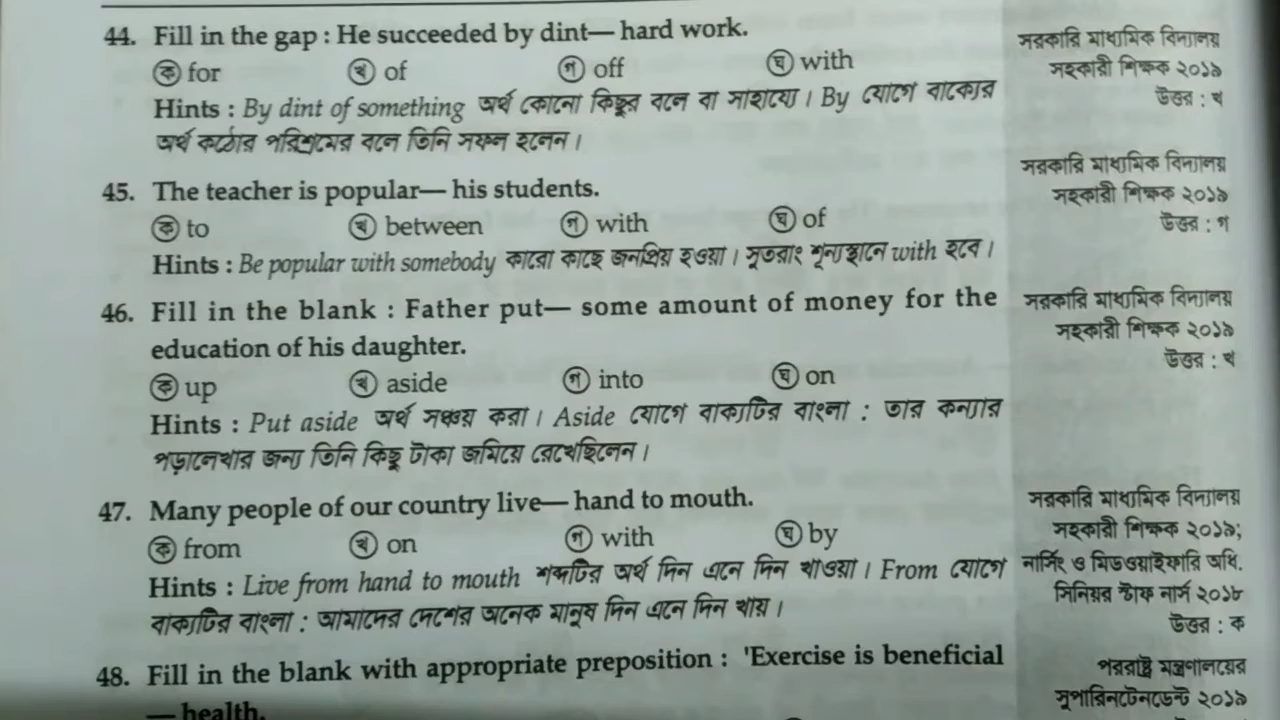 44. Fill in the gap : He succeeded by dint— hard work.
ক for খ of গ off ঘ with
Hints : By dint of something অর্থ কোনো কিছুর বলে বা সাহায্যে। By যোগে বাক্যের
অর্থ কঠোর পরিশ্রমের বলে তিনি সফল হলেন।
সরকারি মাধ্যমিক বিদ্যালয়
সহকারী শিক্ষক ২০১৯
উত্তর : খ
45. The teacher is popular— his students.
ক to খ between গ with ঘ of
Hints : Be popular with somebody কারো কাছে জনপ্রিয় হওয়া। সুতরাং শূন্যস্থানে with হবে।
সরকারি মাধ্যমিক বিদ্যালয়
সহকারী শিক্ষক ২০১৯
উত্তর : গ
46. Fill in the blank : Father put— some amount of money for the
education of his daughter.
ক up খ aside গ into ঘ on
Hints : Put aside অর্থ সঞ্চয় করা। Aside যোগে বাক্যটির বাংলা : তার কন্যার
পড়ালেখার জন্য তিনি কিছু টাকা জমিয়ে রেখেছিলেন।
সরকারি মাধ্যমিক বিদ্যালয়
সহকারী শিক্ষক ২০১৯
উত্তর : খ
47. Many people of our country live— hand to mouth.
ক from খ on গ with ঘ by
Hints : Live from hand to mouth শব্দটির অর্থ দিন এনে দিন খাওয়া। From যোগে
বাক্যটির বাংলা : আমাদের দেশের অনেক মানুষ দিন এনে দিন খায়।
সরকারি মাধ্যমিক বিদ্যালয়
সহকারী শিক্ষক ২০১৯;
নার্সিং ও মিডওয়াইফারি অধি.
সিনিয়র স্টাফ নার্স ২০১৮
উত্তর : ক
48. Fill in the blank with appropriate preposition : 'Exercise is beneficial
— health.
পররাষ্ট্র মন্ত্রণালয়ের
সুপারিনটেনডেন্ট ২০১৯